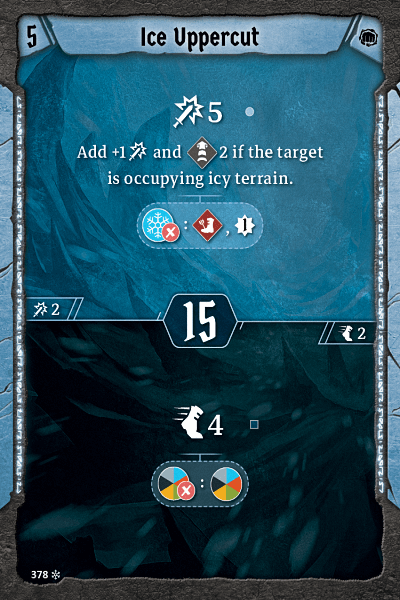 5 Ice Uppercut
5
Add +1 and 2 if the target
is occupying icy terrain.
: , 1
2 15 2
4
:
378